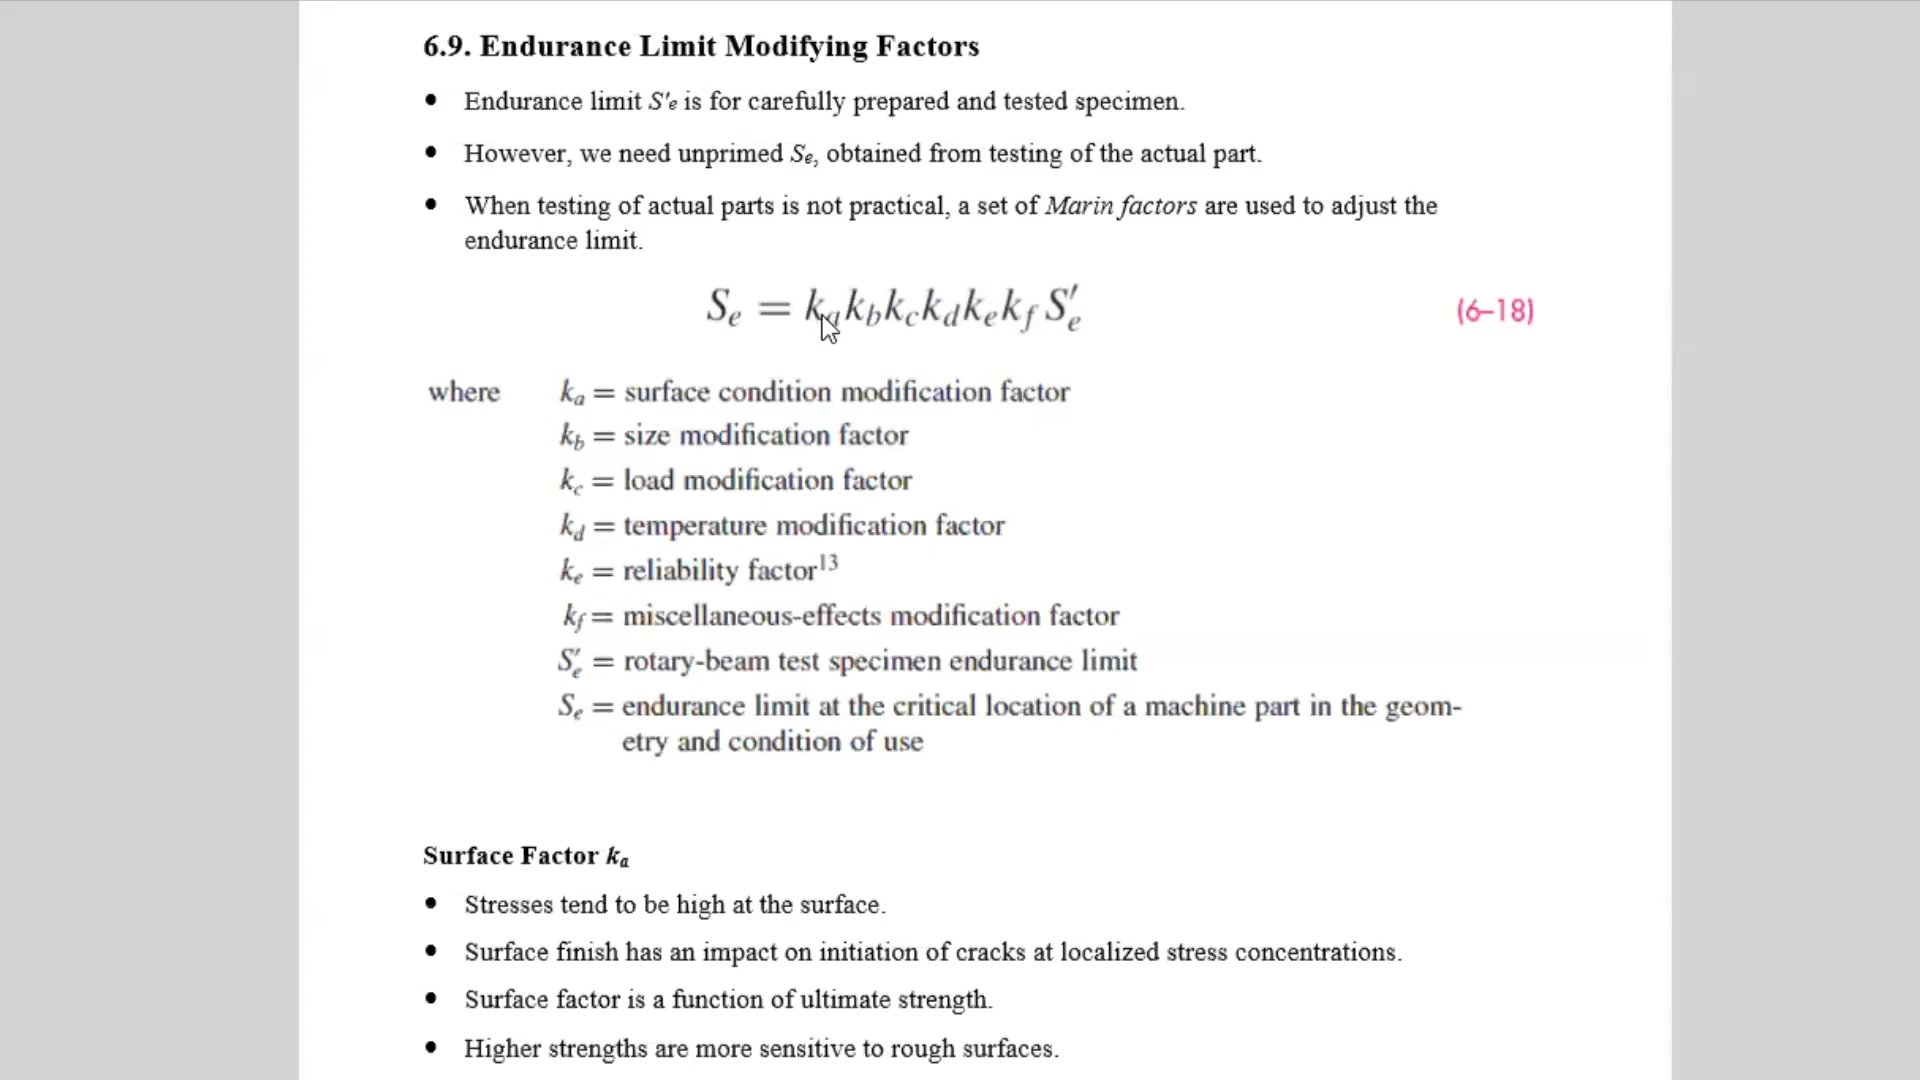 6.9. Endurance Limit Modifying Factors
• Endurance limit S'e is for carefully prepared and tested specimen.
• However, we need unprimed Se, obtained from testing of the actual part.
• When testing of actual parts is not practical, a set of Marin factors are used to adjust the
endurance limit.
Se = ka kb kc kd ke kf S'e (6–18)
where ka = surface condition modification factor
kb = size modification factor
kc = load modification factor
kd = temperature modification factor
ke = reliability factor13
kf = miscellaneous-effects modification factor
S'e = rotary-beam test specimen endurance limit
Se = endurance limit at the critical location of a machine part in the geom-
etry and condition of use
Surface Factor ka
• Stresses tend to be high at the surface.
• Surface finish has an impact on initiation of cracks at localized stress concentrations.
• Surface factor is a function of ultimate strength.
• Higher strengths are more sensitive to rough surfaces.